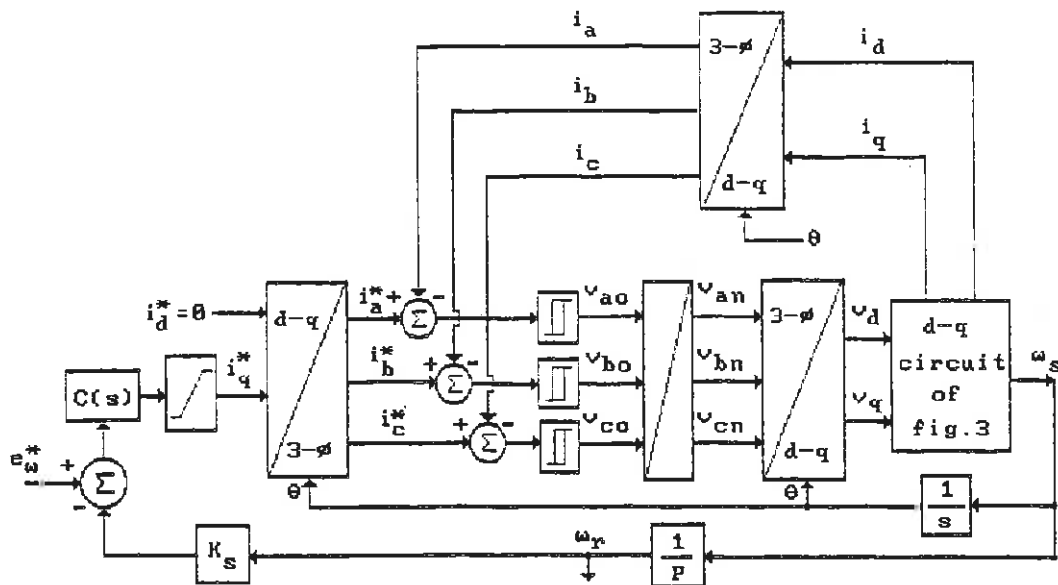 i_a
3-ø
i_d
i_b
i_q
i_c
d-q
θ
i_d^*=0
d-q
i_a^* + -
Σ
v_ao
v_an
3-ø
v_d
d-q
circuit
of
fig.3
ω_s
i_q^*
i_b^* + -
Σ
v_bo
v_bn
C(s)
v_q
i_c^* + -
Σ
v_co
v_cn
3-ø
d-q
e_ω^* + -
Σ
θ
θ
1/s
K_s
ω_r
1/P